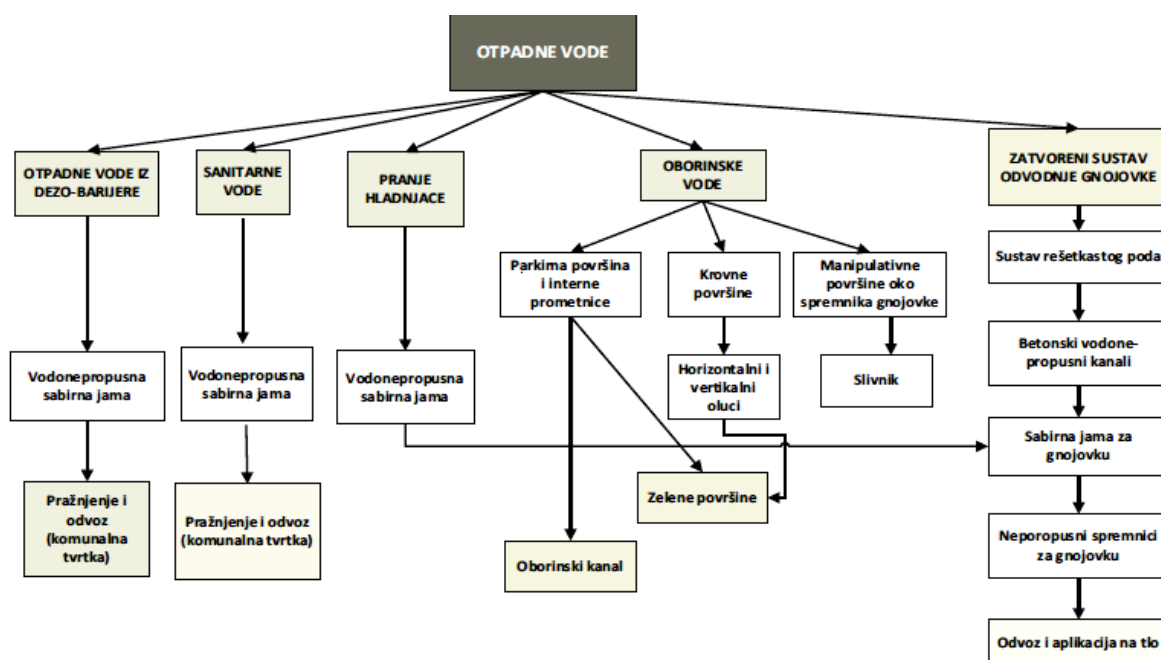 OTPADNE VODE
OTPADNE VODE IZ
DEZO-BARIJERE
SANITARNE
VODE
PRANJE
HLADNJACE
OBORINSKE
VODE
ZATVORENI SUSTAV
ODVODNJE GNOJOVKE
Parkirna površina
i interne
prometnice
Krovne
površine
Manipulativne
površine oko
spremnika gnojovke
Sustav rešetkastog poda
Vodonepropusna
sabirna jama
Vodonepropusna
sabirna jama
Vodonepropusna
sabirna jama
Horizontalni i
vertikalni
oluci
Slivnik
Betonski vodone-
propusni kanali
Sabirna jama za
gnojovku
Pražnjenje i
odvoz
(komunalna
tvrtka)
Pražnjenje i odvoz
(komunalna tvrtka)
Zelene površine
Oborinski kanal
Neporopusni spremnici
za gnojovku
Odvoz i aplikacija na tlo